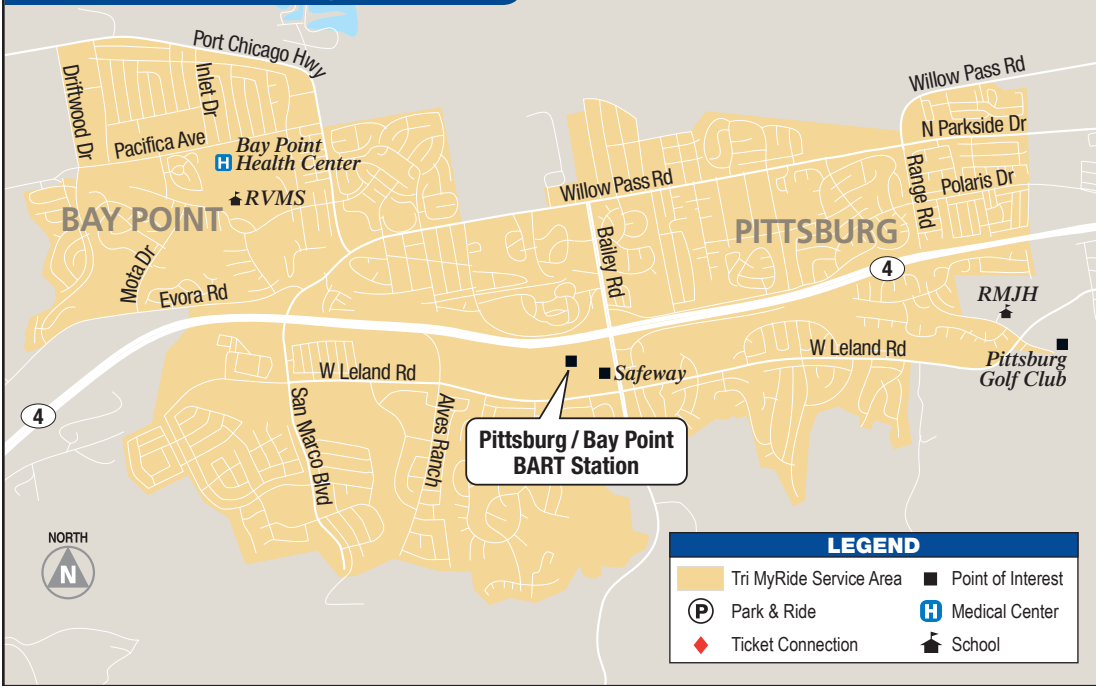 Port Chicago Hwy
Willow Pass Rd
Driftwood Dr
Inlet Dr
N Parkside Dr
Pacifica Ave
Bay Point
H Health Center
Range Rd
Polaris Dr
Willow Pass Rd
RVMS
BAY POINT
PITTSBURG
Bailey Rd
Mota Dr
4
Evora Rd
RMJH
W Leland Rd
Pittsburg
Golf Club
W Leland Rd
Safeway
San Marco Blvd
Alves Ranch
4
Pittsburg / Bay Point
BART Station
NORTH
N
LEGEND
Tri MyRide Service Area
Point of Interest
P Park & Ride
H Medical Center
Ticket Connection
School